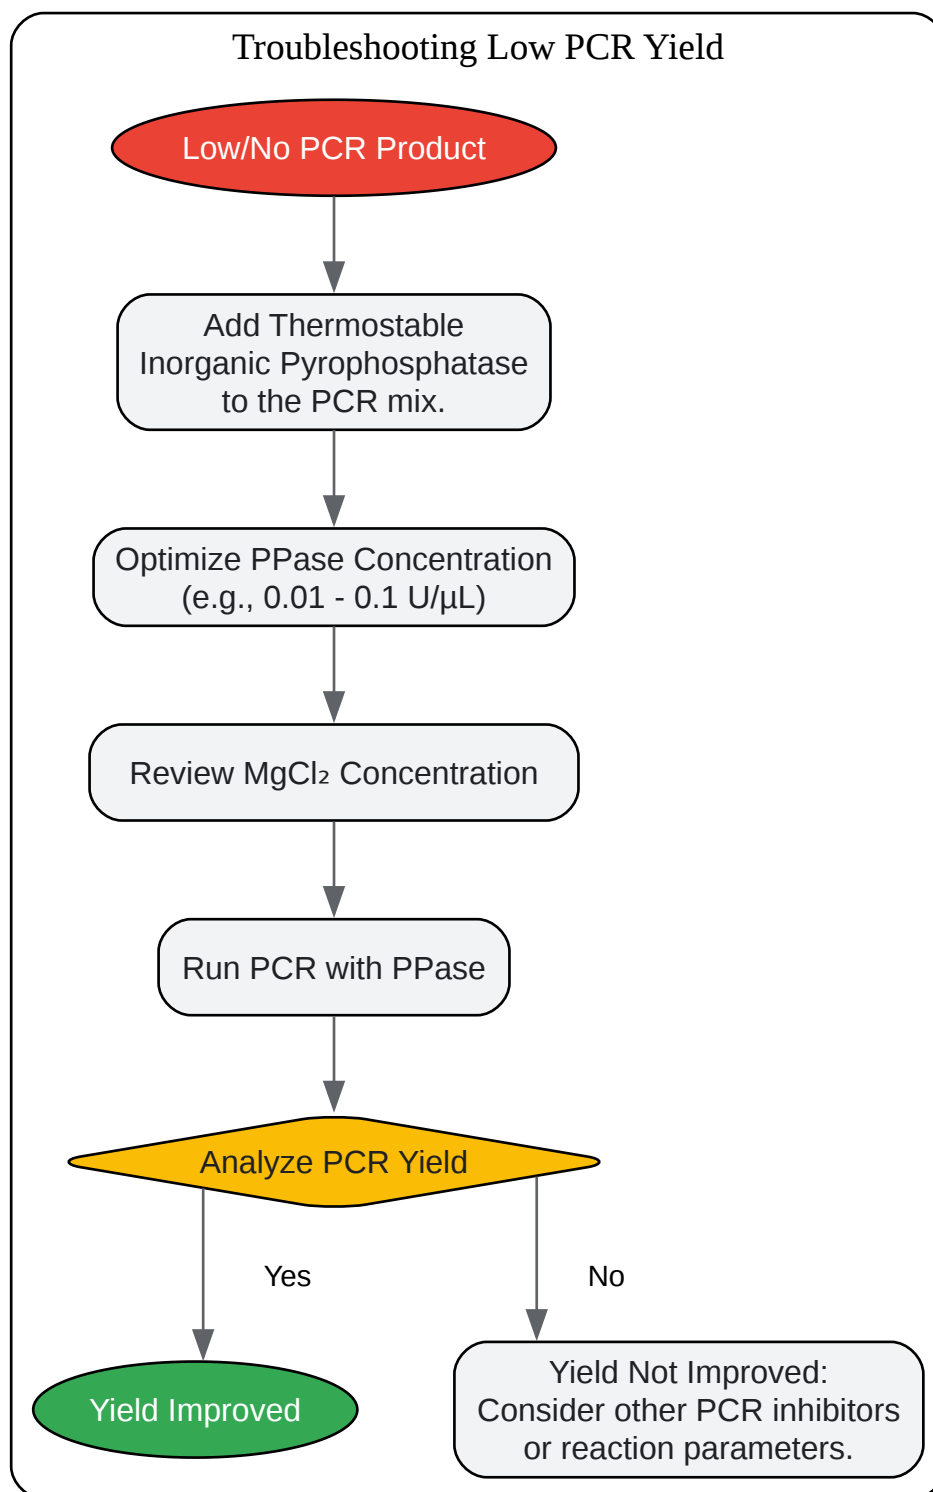 Troubleshooting Low PCR Yield
Low/No PCR Product
Add Thermostable
Inorganic Pyrophosphatase
to the PCR mix.
Optimize PPase Concentration
(e.g., 0.01 - 0.1 U/µL)
Review MgCl₂ Concentration
Run PCR with PPase
Analyze PCR Yield
Yes
No
Yield Improved
Yield Not Improved:
Consider other PCR inhibitors
or reaction parameters.